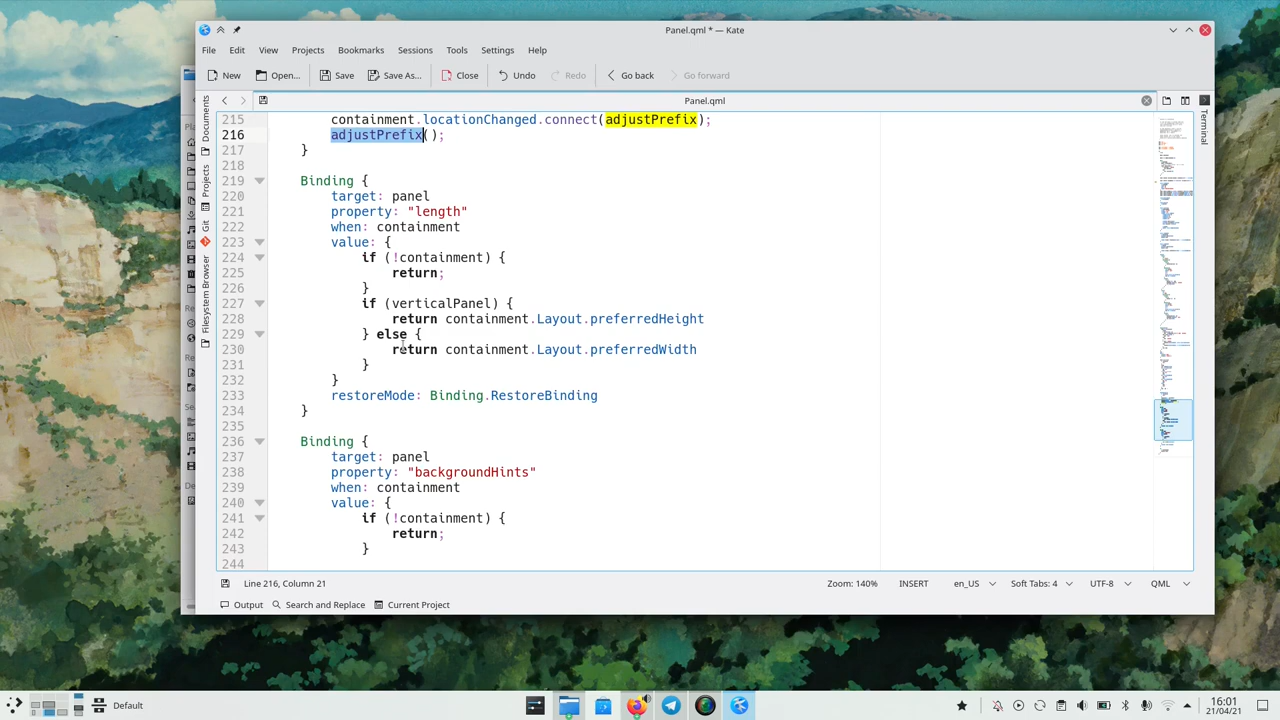 Panel.qml * — Kate
File Edit View Projects Bookmarks Sessions Tools Settings Help
New Open... Save Save As... Close Undo Redo Go back Go forward
Panel.qml
Documents
Projects
Git
Filesystem Browser
Terminal
215 containment.locationChanged.connect(adjustPrefix);
216 adjustPrefix();
217 }
218
219 Binding {
220 target: panel
221 property: "length"
222 when: containment
223 value: {
224 if (!containment) {
225 return;
226 }
227 if (verticalPanel) {
228 return containment.Layout.preferredHeight
229 } else {
230 return containment.Layout.preferredWidth
231 }
232 }
233 restoreMode: Binding.RestoreBinding
234 }
235
236 Binding {
237 target: panel
238 property: "backgroundHints"
239 when: containment
240 value: {
241 if (!containment) {
242 return;
243 }
244
Line 216, Column 21 Zoom: 140% INSERT en_US Soft Tabs: 4 UTF-8 QML
Output Search and Replace Current Project
Default
16:01
21/04/21